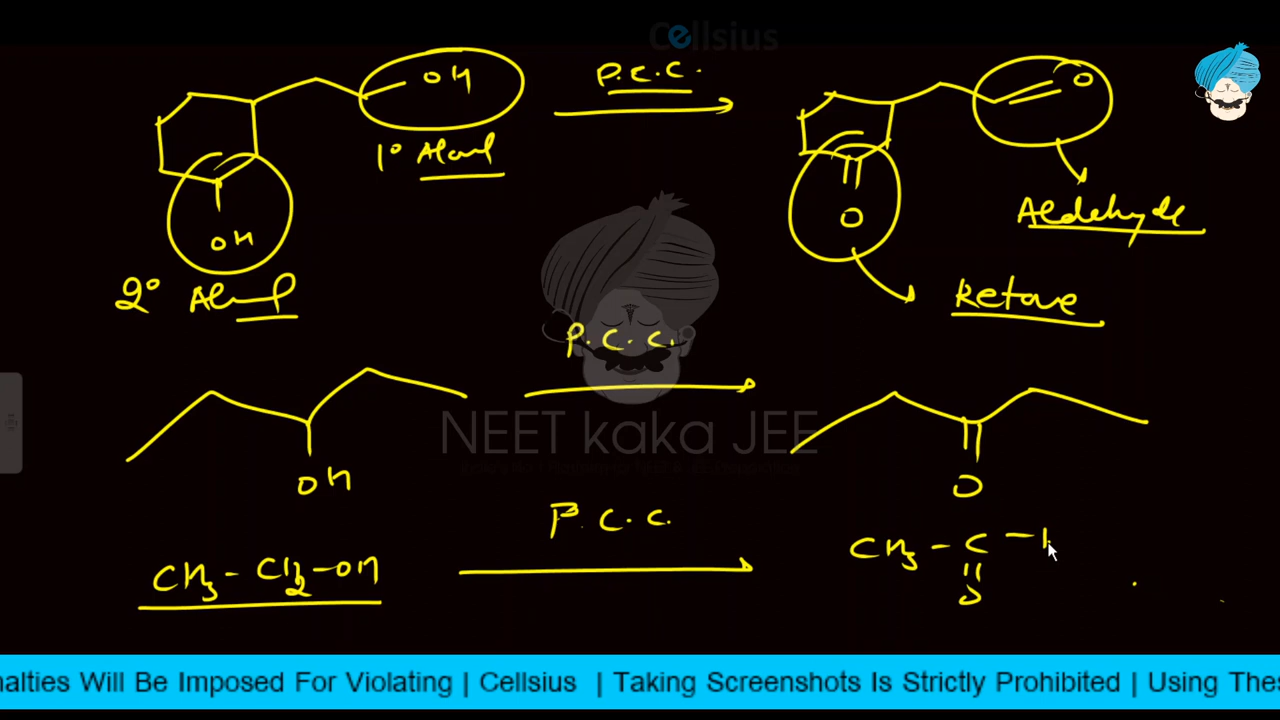 Cellsius
OH P.C.C. O
1° Alcohol
Aldehyde
O
OH
2° Alcohol
Ketone
P.C.C.
NEET kaka JEE
OH O
P.C.C.
CH3 - C -
CH3 - CH2 - OH
O
nalties Will Be Imposed For Violating | Cellsius | Taking Screenshots Is Strictly Prohibited | Using Thes